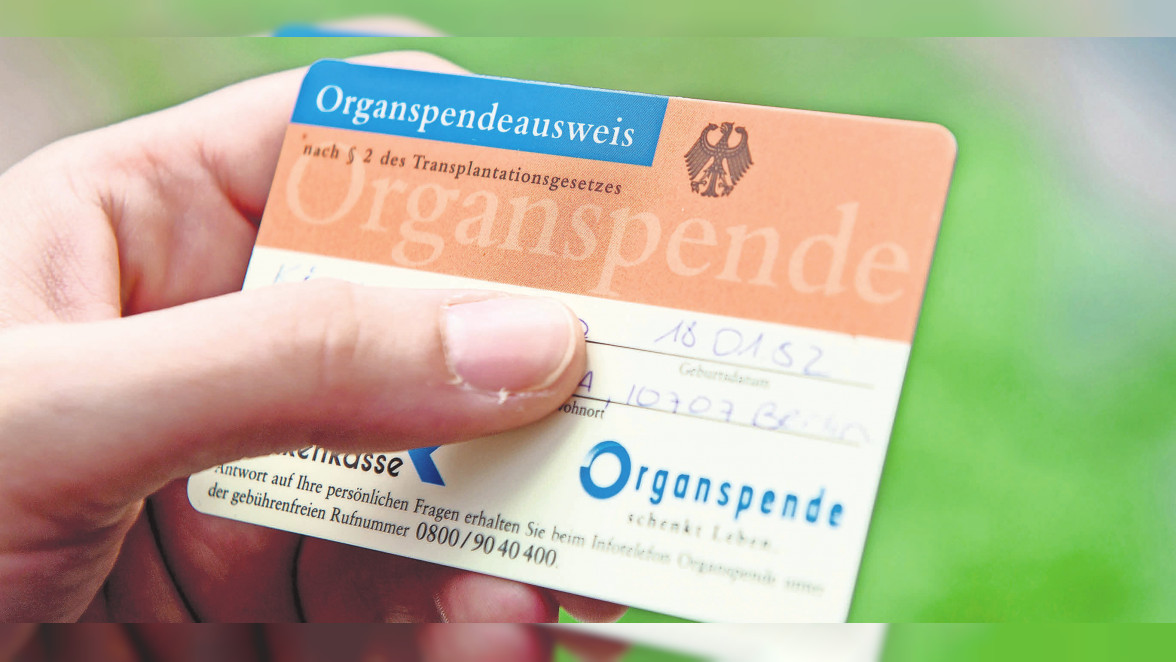 Organspendeausweis
nach § 2 des Transplantationsgesetzes
Organspende
18 01 52
Geburtsdatum
, 10707 Berlin
Organspende
schenkt Leben.
Antwort auf Ihre persönlichen Fragen erhalten Sie beim Infotelefon Organspende unter
der gebührenfreien Rufnummer 0800/90 40 400.